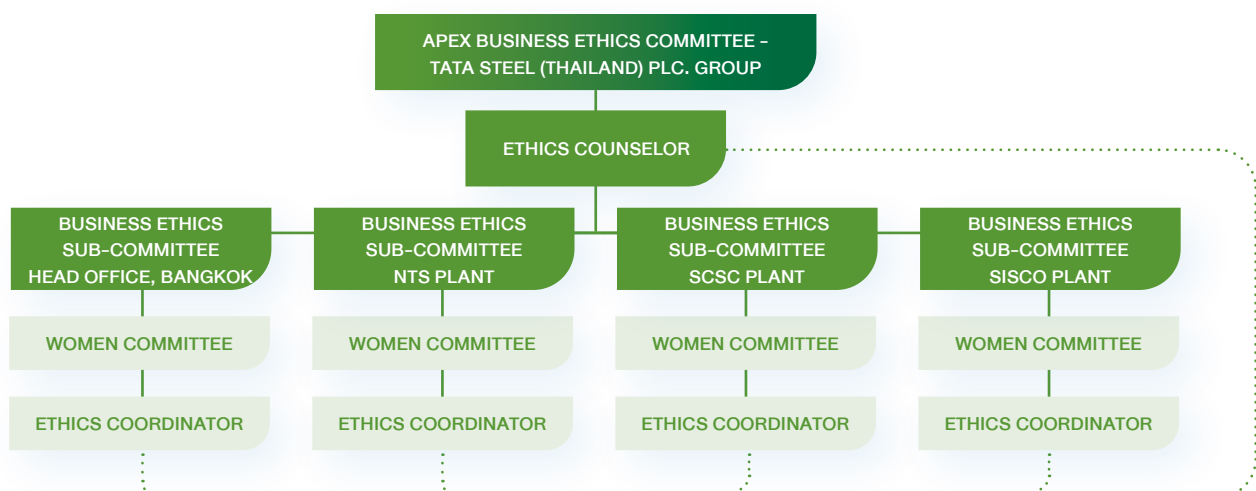 APEX BUSINESS ETHICS COMMITTEE –
TATA STEEL (THAILAND) PLC. GROUP
ETHICS COUNSELOR
BUSINESS ETHICS
SUB-COMMITTEE
HEAD OFFICE, BANGKOK
BUSINESS ETHICS
SUB-COMMITTEE
NTS PLANT
BUSINESS ETHICS
SUB-COMMITTEE
SCSC PLANT
BUSINESS ETHICS
SUB-COMMITTEE
SISCO PLANT
WOMEN COMMITTEE
WOMEN COMMITTEE
WOMEN COMMITTEE
WOMEN COMMITTEE
ETHICS COORDINATOR
ETHICS COORDINATOR
ETHICS COORDINATOR
ETHICS COORDINATOR